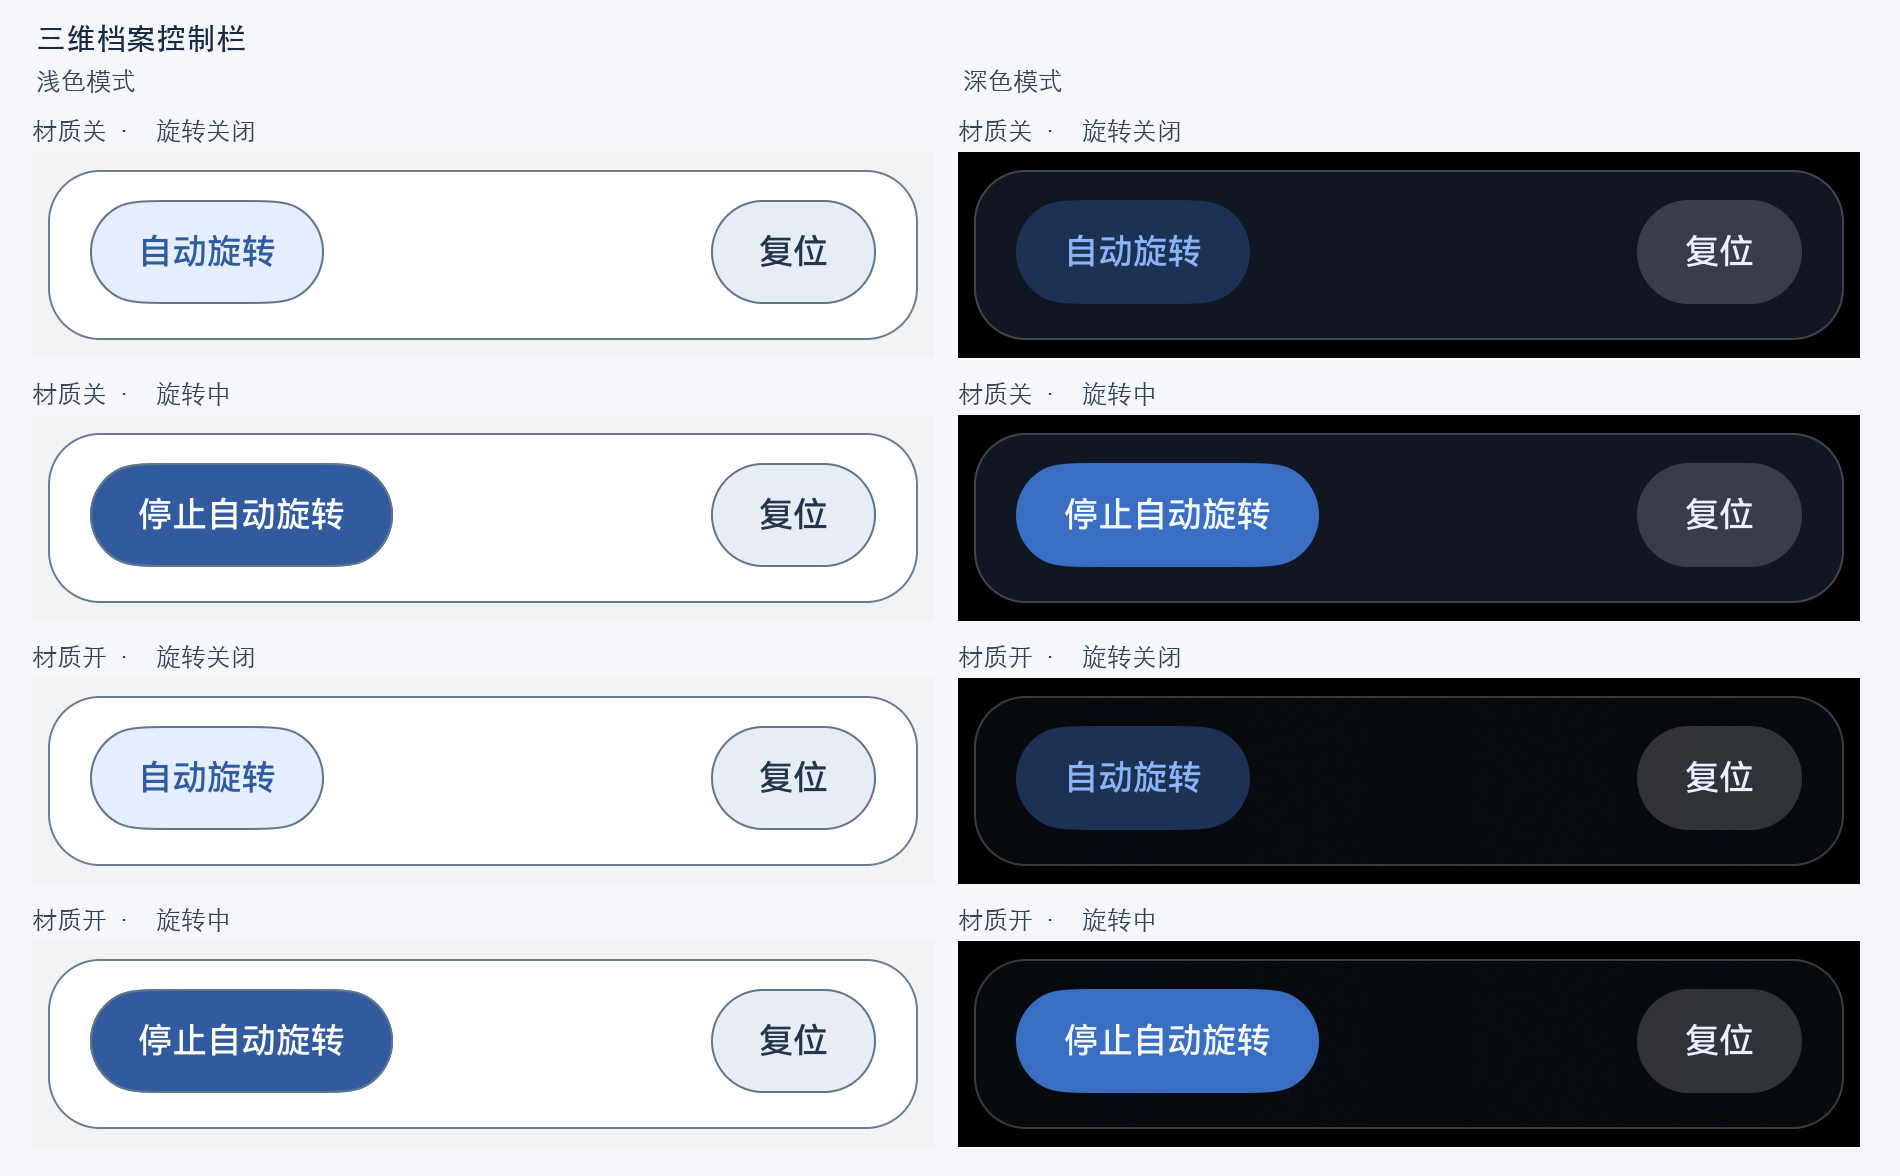 三维档案控制栏
浅色模式 深色模式
材质关 · 旋转关闭 材质关 · 旋转关闭
自动旋转 复位 自动旋转 复位
材质关 · 旋转中 材质关 · 旋转中
停止自动旋转 复位 停止自动旋转 复位
材质开 · 旋转关闭 材质开 · 旋转关闭
自动旋转 复位 自动旋转 复位
材质开 · 旋转中 材质开 · 旋转中
停止自动旋转 复位 停止自动旋转 复位